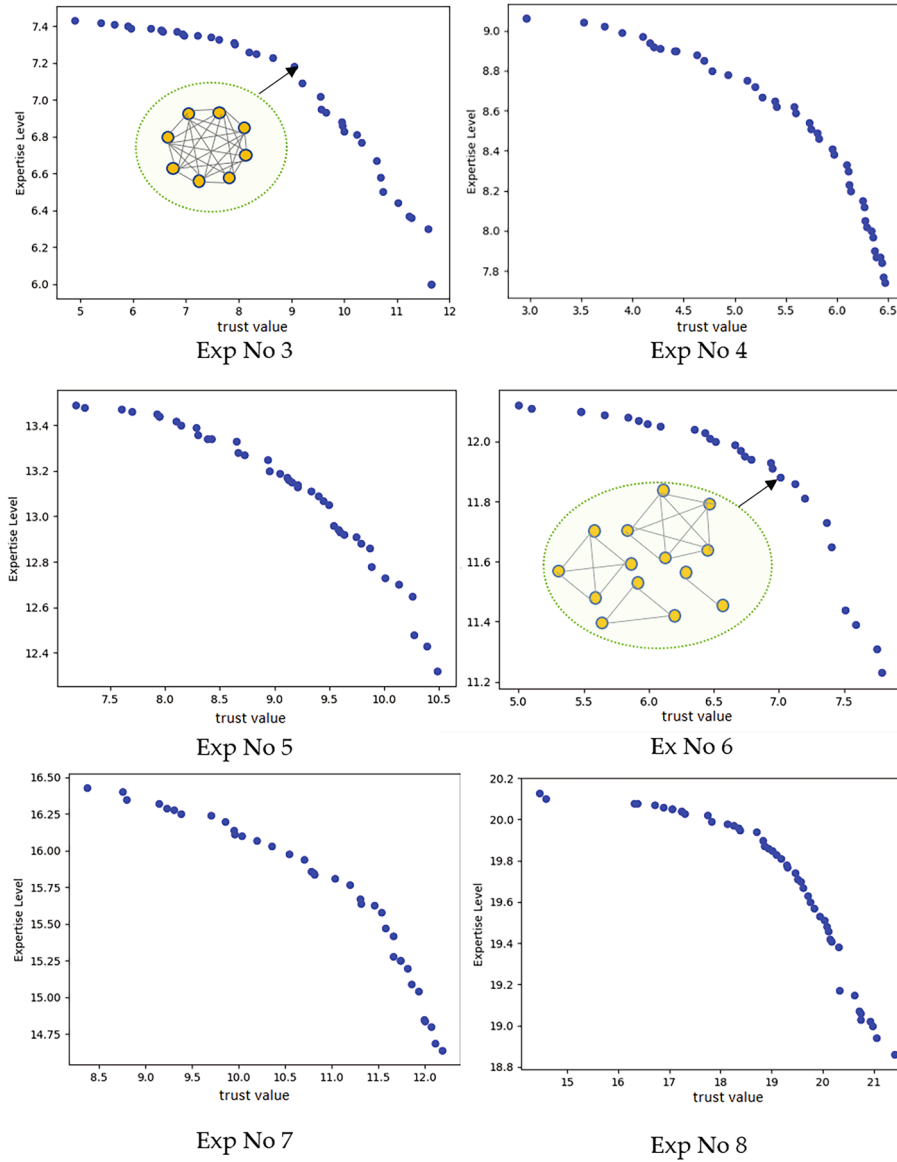 7.4
7.2
7.0
6.8
6.6
6.4
6.2
6.0
Expertise Level
5 6 7 8 9 10 11 12
trust value
Exp No 3
9.0
8.8
8.6
8.4
8.2
8.0
7.8
Expertise Level
3.0 3.5 4.0 4.5 5.0 5.5 6.0 6.5
trust value
Exp No 4
13.4
13.2
13.0
12.8
12.6
12.4
Expertise Level
7.5 8.0 8.5 9.0 9.5 10.0 10.5
trust value
Exp No 5
12.0
11.8
11.6
11.4
11.2
Expertise Level
5.0 5.5 6.0 6.5 7.0 7.5
trust value
Ex No 6
16.50
16.25
16.00
15.75
15.50
15.25
15.00
14.75
Expertise Level
8.5 9.0 9.5 10.0 10.5 11.0 11.5 12.0
trust value
Exp No 7
20.2
20.0
19.8
19.6
19.4
19.2
19.0
18.8
Expertise Level
15 16 17 18 19 20 21
trust value
Exp No 8